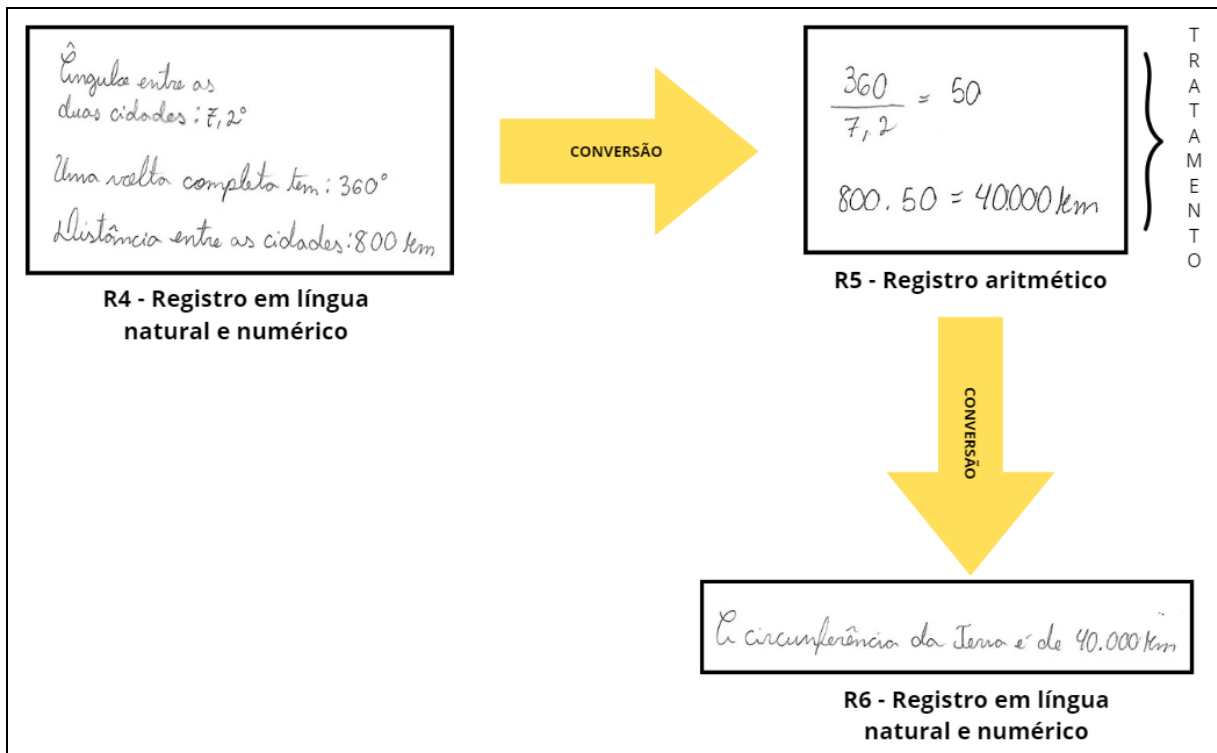 Ângulo entre as
duas cidades: 7,2°
Uma volta completa tem: 360°
Distância entre as cidades: 800 km
R4 - Registro em língua
natural e numérico
CONVERSÃO
360
7,2
= 50
800 . 50 = 40.000 km
R5 - Registro aritmético
TRATAMENTO
CONVERSÃO
A circunferência da Terra é de 40.000 km
R6 - Registro em língua
natural e numérico